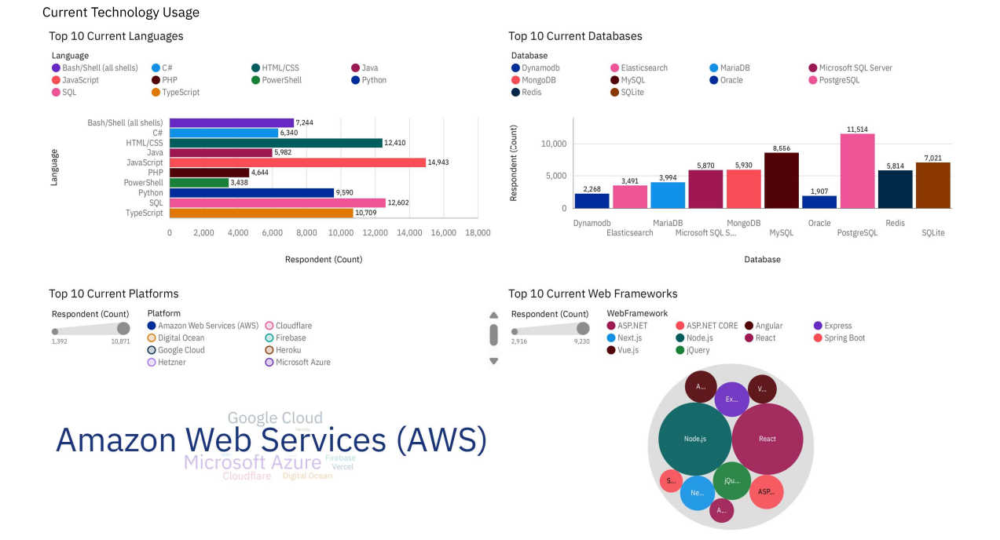 Current Technology Usage
Top 10 Current Languages
Language
Bash/Shell (all shells) C# HTML/CSS Java
JavaScript PHP PowerShell Python
SQL TypeScript
Language
Bash/Shell (all shells) 7,244
C# 6,340
HTML/CSS 12,410
Java 5,982
JavaScript 14,943
PHP 4,644
PowerShell 3,438
Python 9,590
SQL 12,602
TypeScript 10,709
0 2,000 4,000 6,000 8,000 10,000 12,000 14,000 16,000 18,000
Respondent (Count)
Top 10 Current Databases
Database
Dynamodb Elasticsearch MariaDB Microsoft SQL Server
MongoDB MySQL Oracle PostgreSQL
Redis SQLite
Respondent (Count)
10,000
5,000
0
2,268 3,491 3,994 5,870 5,930 8,556 1,907 11,514 5,814 7,021
Dynamodb MariaDB MongoDB Oracle Redis
Elasticsearch Microsoft SQL S... MySQL PostgreSQL SQLite
Database
Top 10 Current Platforms
Respondent (Count)
1,392 10,871
Platform
Amazon Web Services (AWS) Cloudflare
Digital Ocean Firebase
Google Cloud Heroku
Hetzner Microsoft Azure
Google Cloud
Amazon Web Services (AWS)
Microsoft Azure Firebase
Vercel
Cloudflare Digital Ocean
Top 10 Current Web Frameworks
Respondent (Count)
2,916 9,230
WebFramework
ASP.NET ASP.NET CORE Angular Express
Next.js Node.js React Spring Boot
Vue.js jQuery
A... V...
Ex...
Node.js React
S... jQu...
Ne... ASP...
A...